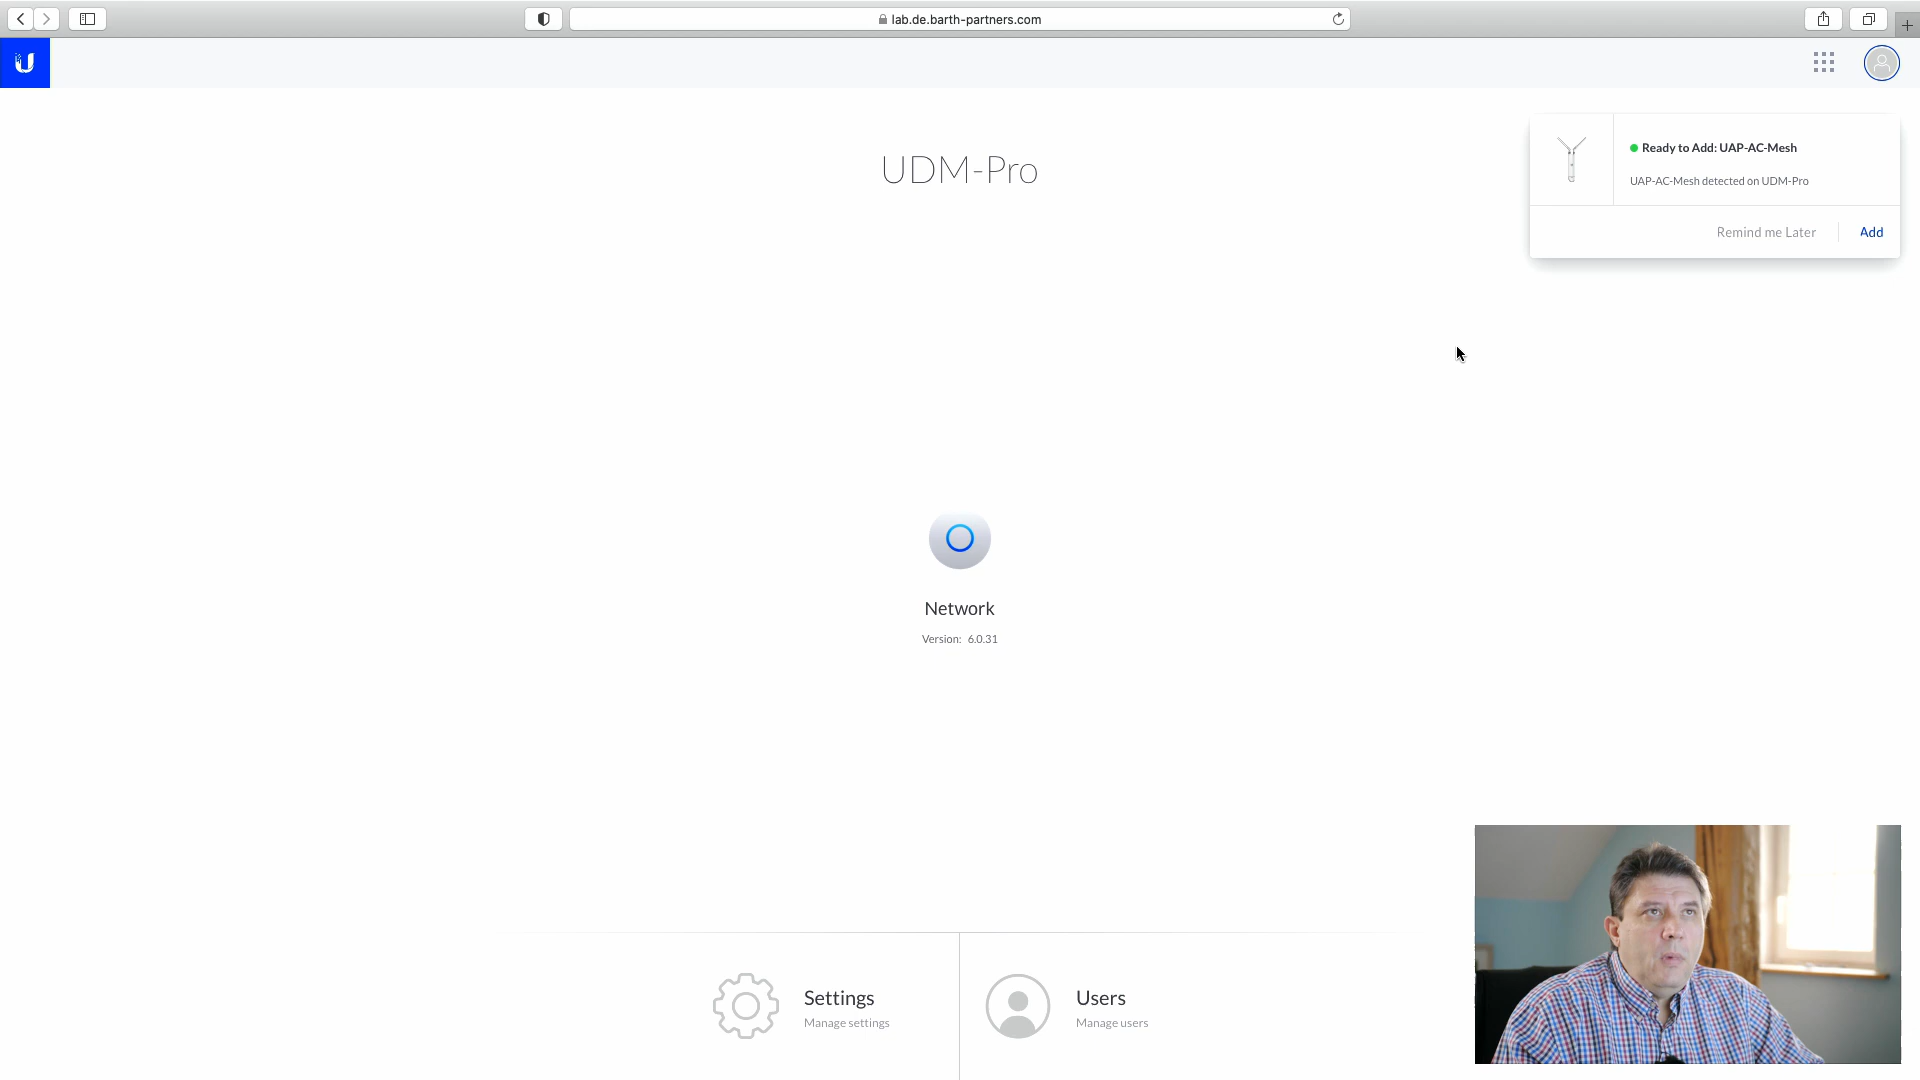 lab.de.barth-partners.com
UDM-Pro
Ready to Add: UAP-AC-Mesh
UAP-AC-Mesh detected on UDM-Pro
Remind me Later
Add
Network
Version: 6.0.31
Settings
Manage settings
Users
Manage users